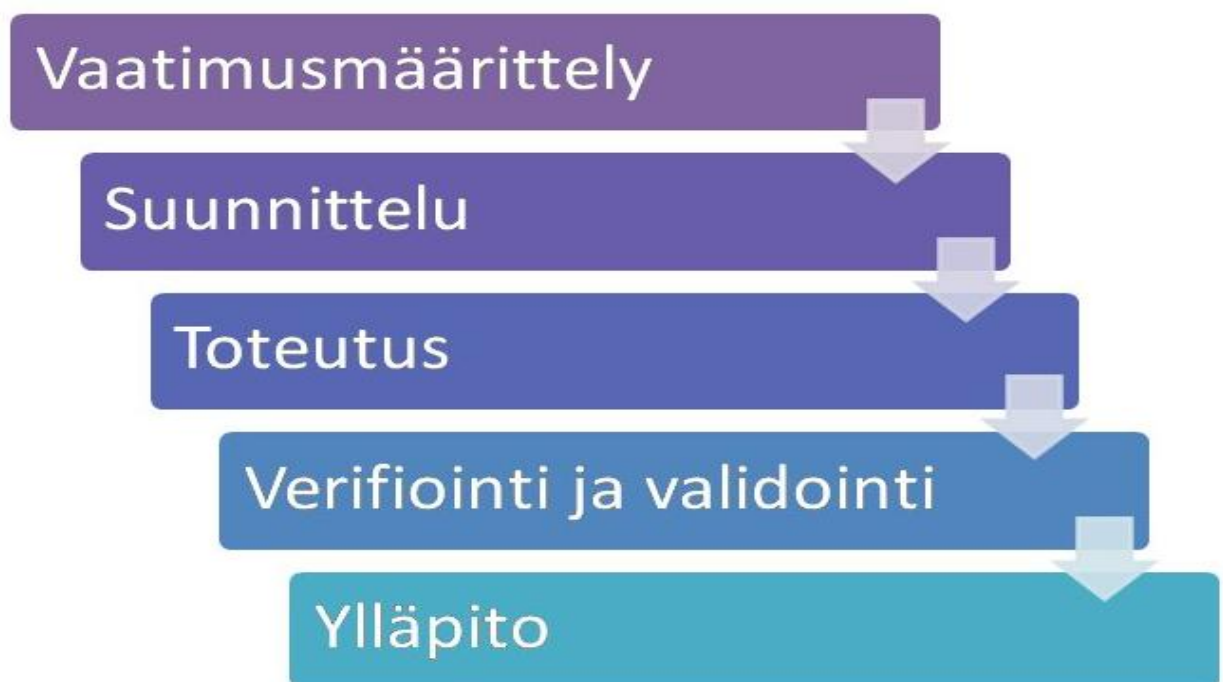 Vaatimusmäärittely
Suunnittelu
Toteutus
Verifiointi ja validointi
Ylläpito